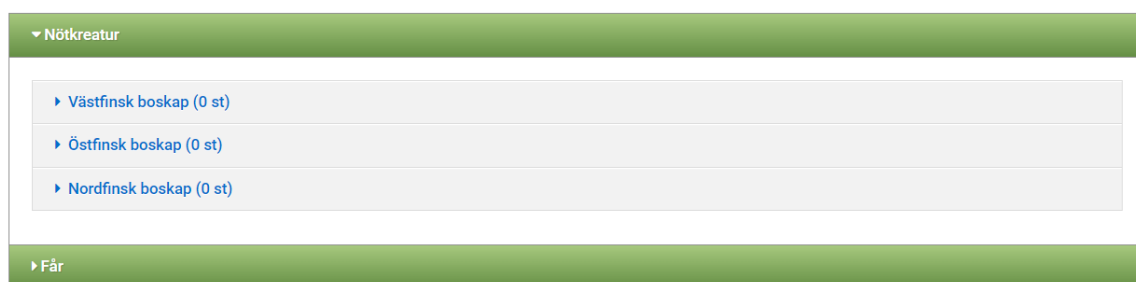 Nötkreatur
Västfinsk boskap (0 st)
Östfinsk boskap (0 st)
Nordfinsk boskap (0 st)
Får